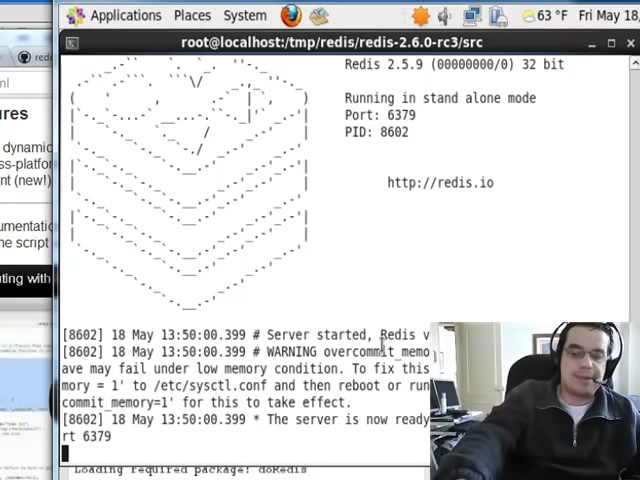 Applications Places System 63 °F Fri May 18,
root@localhost:/tmp/redis/redis-2.6.0-rc3/src
Redis 2.5.9 (00000000/0) 32 bit
Running in stand alone mode
Port: 6379
PID: 8602
http://redis.io
[8602] 18 May 13:50:00.399 # Server started, Redis v
[8602] 18 May 13:50:00.399 # WARNING overcommit_memo
ave may fail under low memory condition. To fix this
mory = 1' to /etc/sysctl.conf and then reboot or run
commit_memory=1' for this to take effect.
[8602] 18 May 13:50:00.399 * The server is now ready
rt 6379
Loading required package: doRedis
redi
ml
ures
dynamic
ss-platfo
ent (new!)
umentatio
he script
uting with